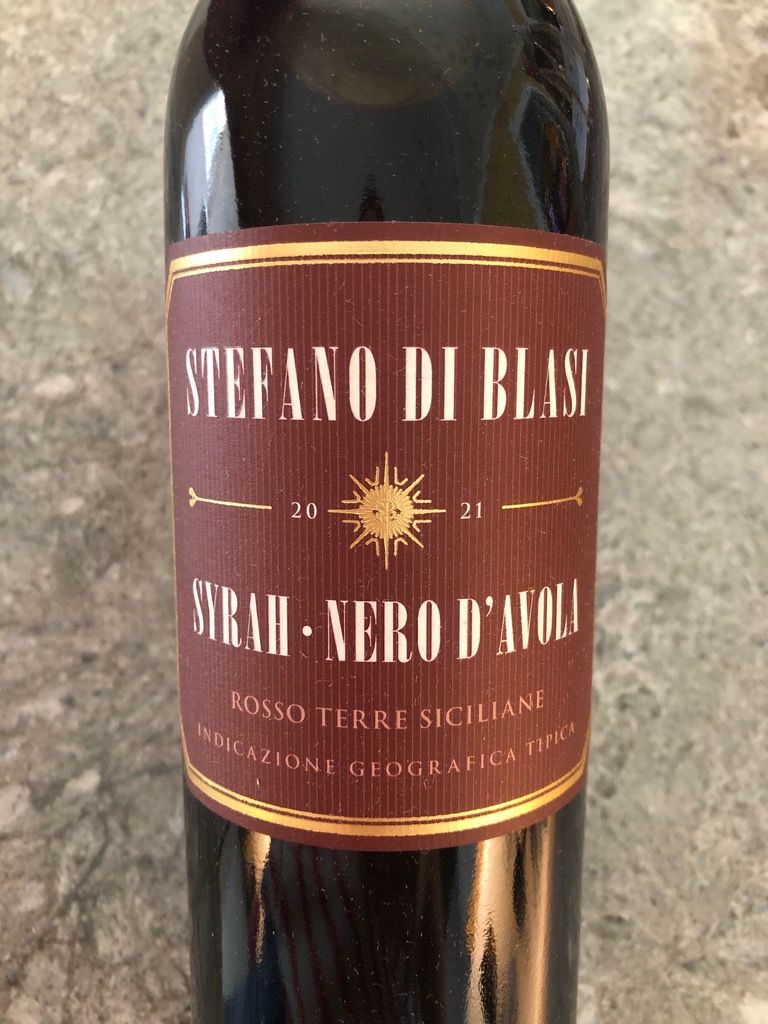 STEFANO DI BLASI
20 21
SYRAH · NERO D'AVOLA
ROSSO TERRE SICILIANE
INDICAZIONE GEOGRAFICA TIPICA